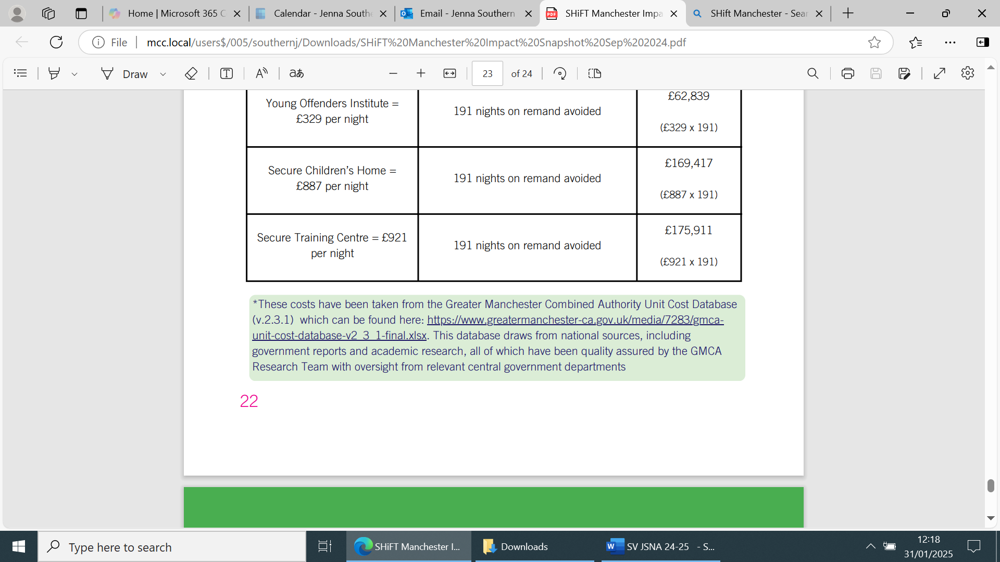 Home | Microsoft 365 C
Calendar - Jenna Southe
Email - Jenna Southern
SHiFT Manchester Impa
SHift Manchester - Sear
File
mcc.local/users$/005/southernj/Downloads/SHiFT%20Manchester%20Impact%20Snapshot%20Sep%202024.pdf
Draw
23 of 24
Young Offenders Institute =
£329 per night
191 nights on remand avoided
£62,839
(£329 x 191)
Secure Children’s Home =
£887 per night
191 nights on remand avoided
£169,417
(£887 x 191)
Secure Training Centre = £921
per night
191 nights on remand avoided
£175,911
(£921 x 191)
*These costs have been taken from the Greater Manchester Combined Authority Unit Cost Database
(v.2.3.1)  which can be found here: https://www.greatermanchester-ca.gov.uk/media/7283/gmca-
unit-cost-database-v2_3_1-final.xlsx. This database draws from national sources, including
government reports and academic research, all of which have been quality assured by the GMCA
Research Team with oversight from relevant central government departments
22
Type here to search
SHiFT Manchester I...
Downloads
SV JSNA 24-25 - S...
12:18
31/01/2025